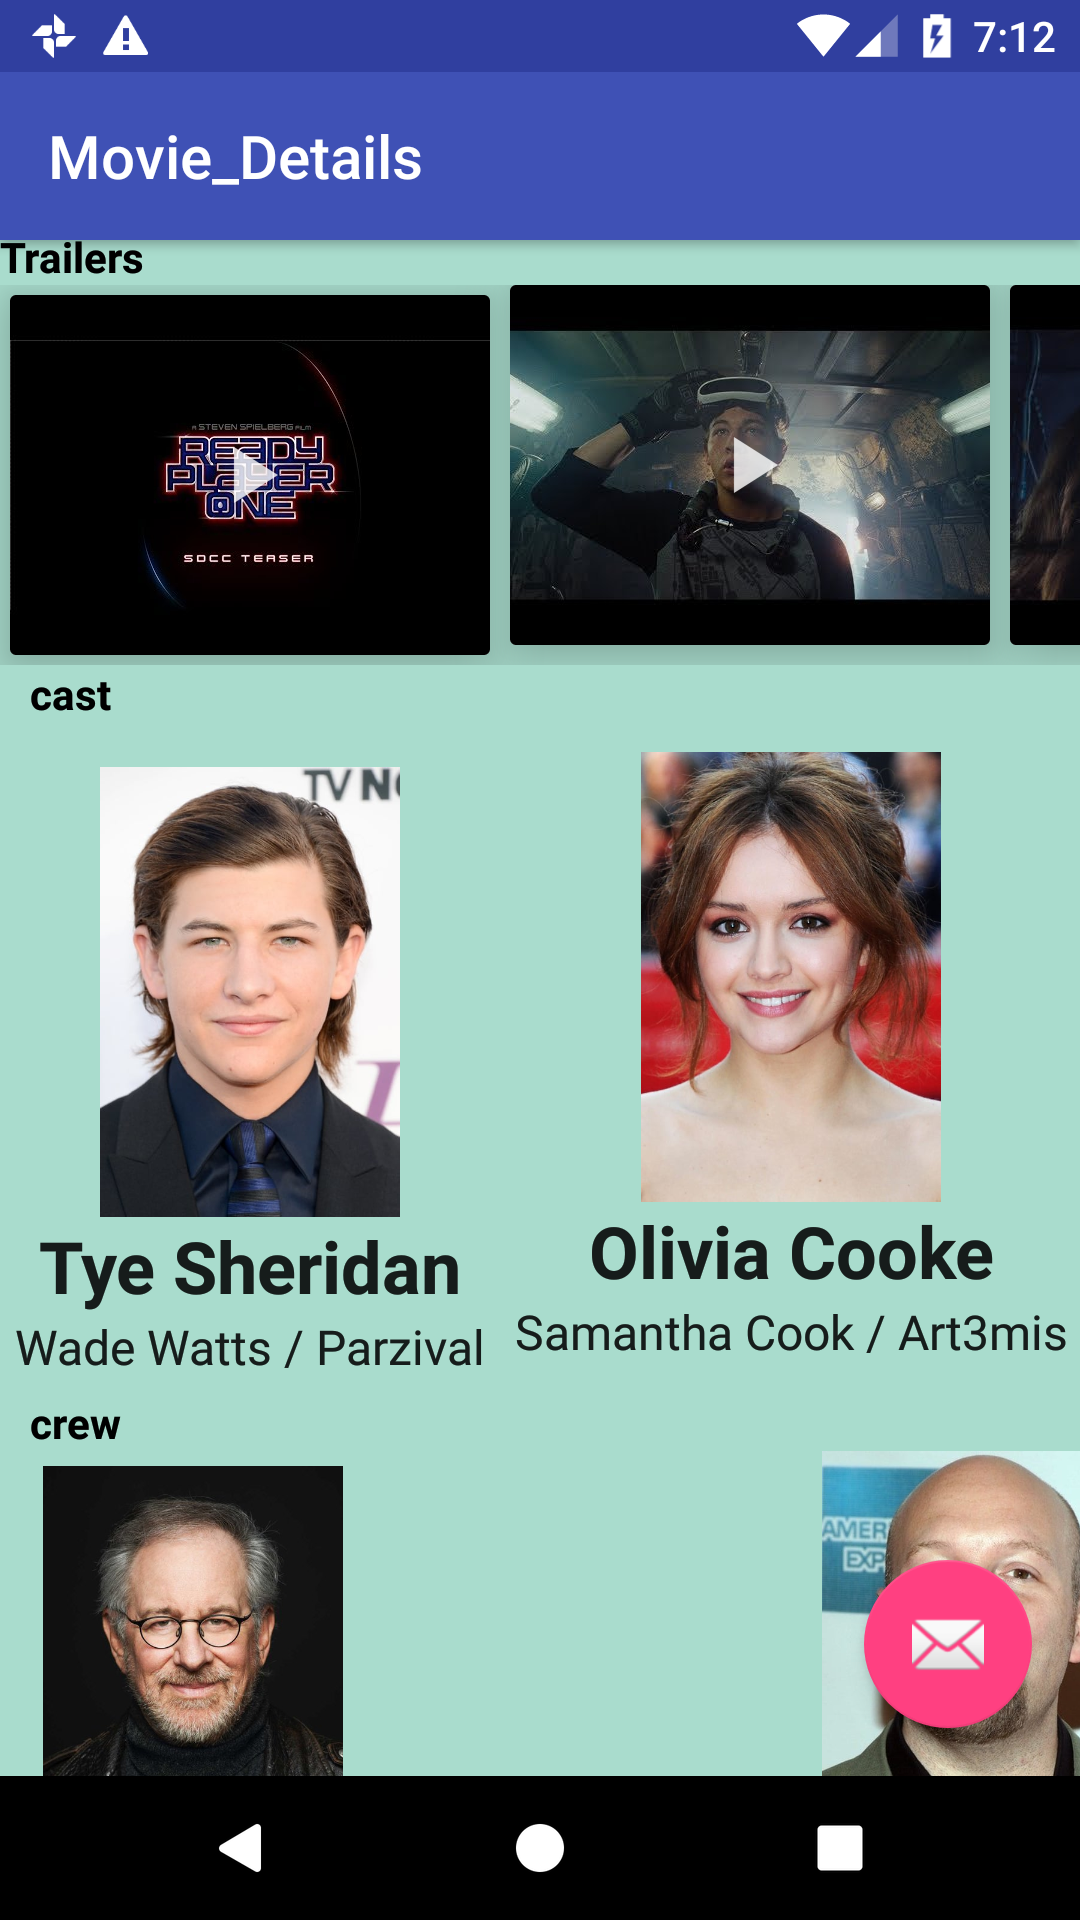 7:12
Movie_Details
Trailers
A STEVEN SPIELBERG FILM
READY
PLAYER
ONE
SDCC TEASER
cast
TV
Tye Sheridan
Olivia Cooke
Wade Watts / Parzival
Samantha Cook / Art3mis
crew
AMER
EXP